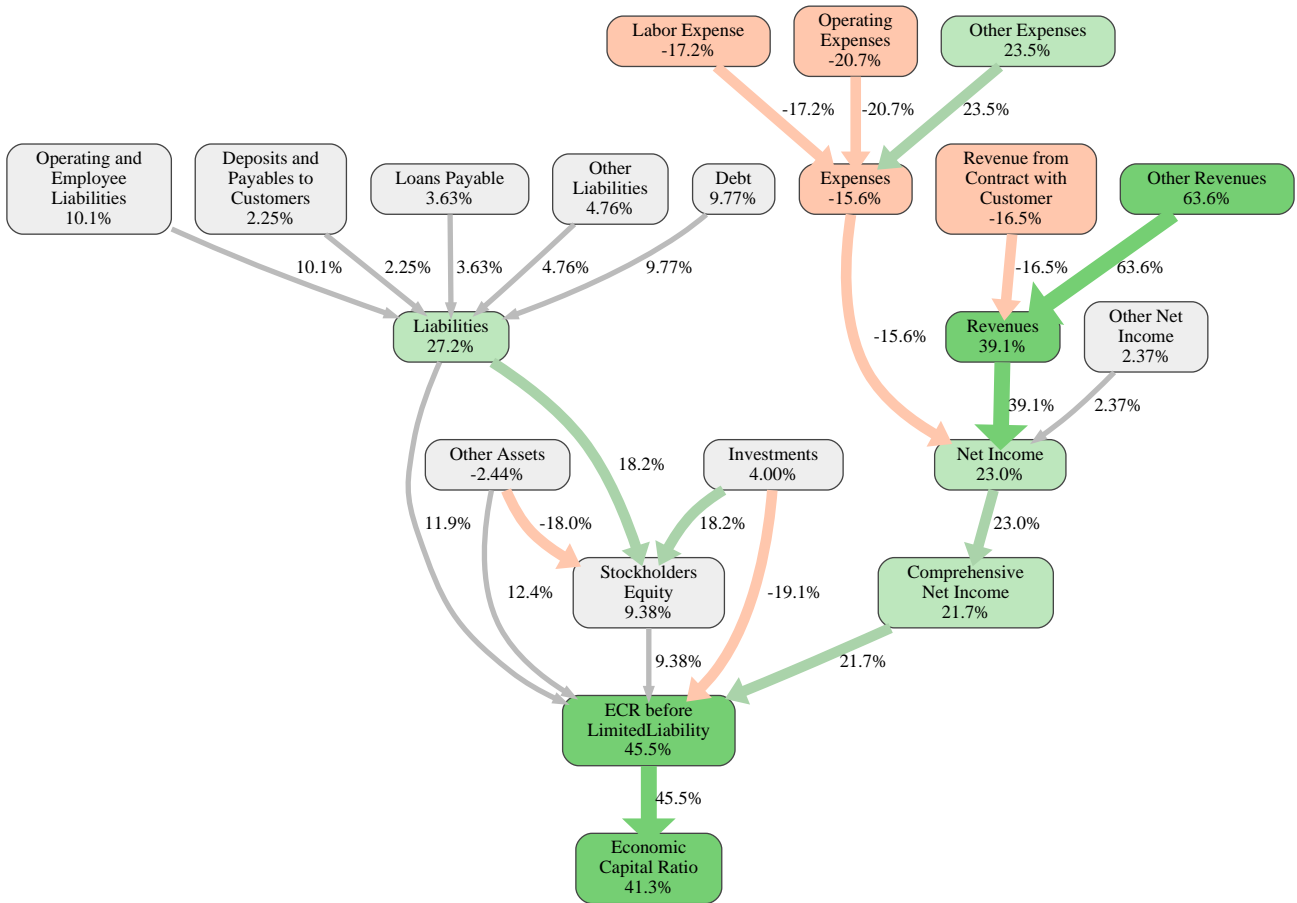 Labor Expense
-17.2%
Operating
Expenses
-20.7%
Other Expenses
23.5%
-17.2%
-20.7%
23.5%
Operating and
Employee
Liabilities
10.1%
Deposits and
Payables to
Customers
2.25%
Loans Payable
3.63%
Other
Liabilities
4.76%
Debt
9.77%
Expenses
-15.6%
Revenue from
Contract with
Customer
-16.5%
Other Revenues
63.6%
10.1%
2.25%
3.63%
4.76%
9.77%
-16.5%
63.6%
Liabilities
27.2%
-15.6%
Revenues
39.1%
Other Net
Income
2.37%
39.1%
2.37%
Other Assets
-2.44%
18.2%
Investments
4.00%
Net Income
23.0%
11.9%
-18.0%
18.2%
23.0%
12.4%
Stockholders
Equity
9.38%
-19.1%
Comprehensive
Net Income
21.7%
9.38%
21.7%
ECR before
LimitedLiability
45.5%
45.5%
Economic
Capital Ratio
41.3%